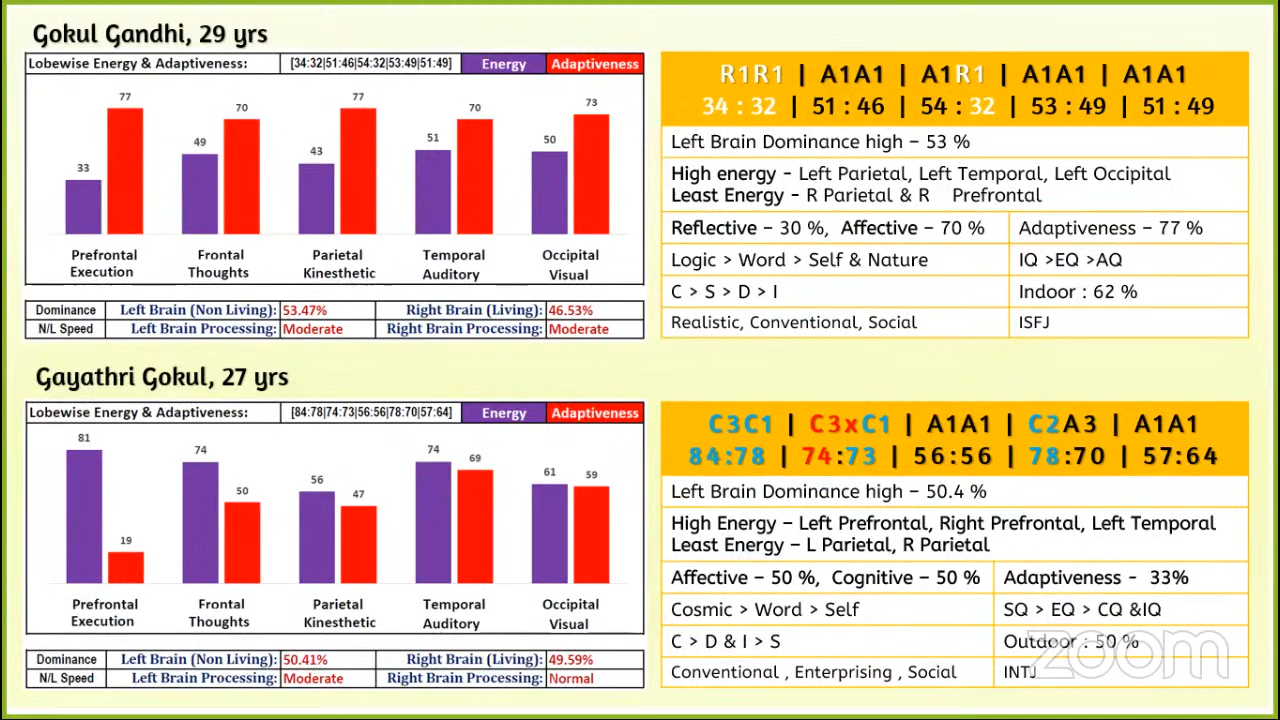 Gokul Gandhi, 29 yrs
Lobewise Energy & Adaptiveness: [34:32|51:46|54:32|53:49|51:49] Energy Adaptiveness
33 77 49 70 43 77 51 70 50 73
Prefrontal Frontal Parietal Temporal Occipital
Execution Thoughts Kinesthetic Auditory Visual
Dominance Left Brain (Non Living): 53.47% Right Brain (Living): 46.53%
N/L Speed Left Brain Processing: Moderate Right Brain Processing: Moderate
R1R1 | A1A1 | A1R1 | A1A1 | A1A1
34 : 32 | 51 : 46 | 54 : 32 | 53 : 49 | 51 : 49
Left Brain Dominance high – 53 %
High energy - Left Parietal, Left Temporal, Left Occipital
Least Energy - R Parietal & R Prefrontal
Reflective – 30 %, Affective – 70 % Adaptiveness – 77 %
Logic > Word > Self & Nature IQ >EQ >AQ
C > S > D > I Indoor : 62 %
Realistic, Conventional, Social ISFJ
Gayathri Gokul, 27 yrs
Lobewise Energy & Adaptiveness: [84:78|74:73|56:56|78:70|57:64] Energy Adaptiveness
81 19 74 50 56 47 74 69 61 59
Prefrontal Frontal Parietal Temporal Occipital
Execution Thoughts Kinesthetic Auditory Visual
Dominance Left Brain (Non Living): 50.41% Right Brain (Living): 49.59%
N/L Speed Left Brain Processing: Moderate Right Brain Processing: Normal
C3C1 | C3xC1 | A1A1 | C2A3 | A1A1
84:78 | 74:73 | 56:56 | 78:70 | 57:64
Left Brain Dominance high – 50.4 %
High Energy – Left Prefrontal, Right Prefrontal, Left Temporal
Least Energy – L Parietal, R Parietal
Affective – 50 %, Cognitive – 50 % Adaptiveness - 33%
Cosmic > Word > Self SQ > EQ > CQ &IQ
C > D & I > S Outdoor : 50 %
Conventional , Enterprising , Social INTJ
zoom